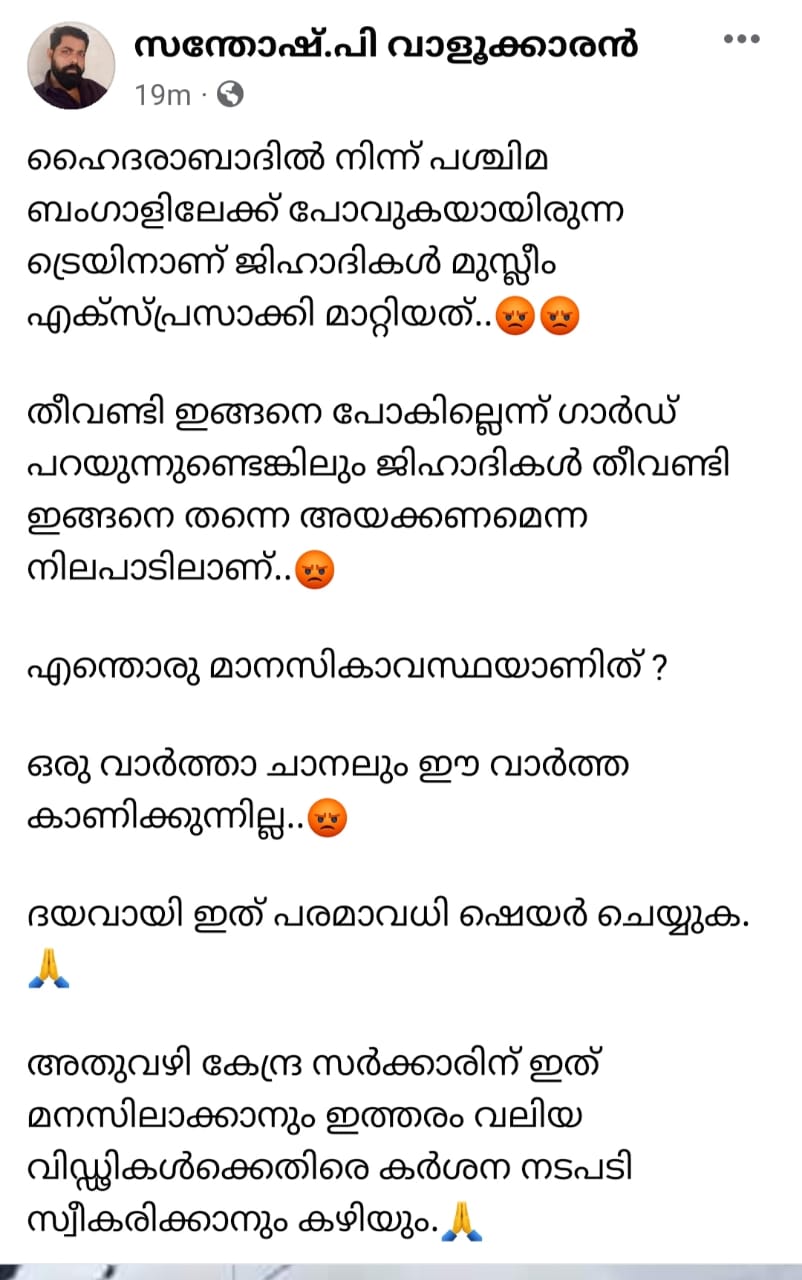 സന്തോഷ്.പി വാളൂക്കാരൻ
19m ·
ഹൈദരാബാദിൽ നിന്ന് പശ്ചിമ
ബംഗാളിലേക്ക് പോവുകയായിരുന്ന
ട്രെയിനാണ് ജിഹാദികൾ മുസ്ലീം
എക്സ്പ്രസാക്കി മാറ്റിയത്..😡😡
തീവണ്ടി ഇങ്ങനെ പോകില്ലെന്ന് ഗാർഡ്
പറയുന്നുണ്ടെങ്കിലും ജിഹാദികൾ തീവണ്ടി
ഇങ്ങനെ തന്നെ അയക്കണമെന്ന
നിലപാടിലാണ്..😡
എന്തൊരു മാനസികാവസ്ഥയാണിത് ?
ഒരു വാർത്താ ചാനലും ഈ വാർത്ത
കാണിക്കുന്നില്ല..😡
ദയവായി ഇത് പരമാവധി ഷെയർ ചെയ്യുക.
🙏
അതുവഴി കേന്ദ്ര സർക്കാരിന് ഇത്
മനസിലാക്കാനും ഇത്തരം വലിയ
വിഡ്ഢികൾക്കെതിരെ കർശന നടപടി
സ്വീകരിക്കാനും കഴിയും.🙏